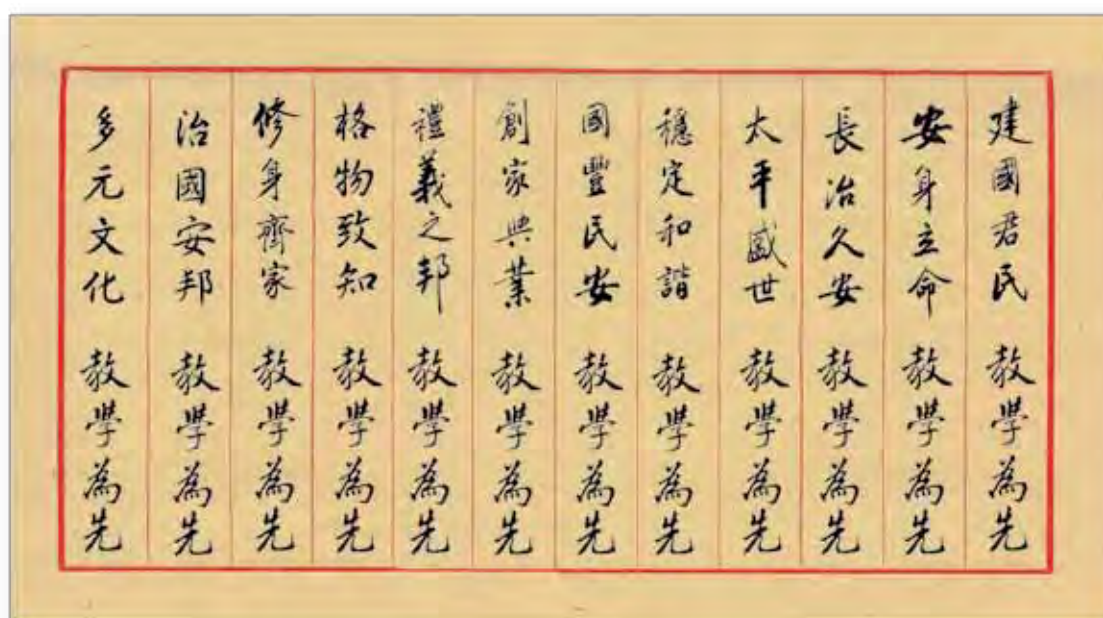 建國君民 教學為先
安身立命 教學為先
長治久安 教學為先
太平盛世 教學為先
穩定和諧 教學為先
國豐民安 教學為先
創家興業 教學為先
禮義之邦 教學為先
格物致知 教學為先
修身齊家 教學為先
治國安邦 教學為先
多元文化 教學為先